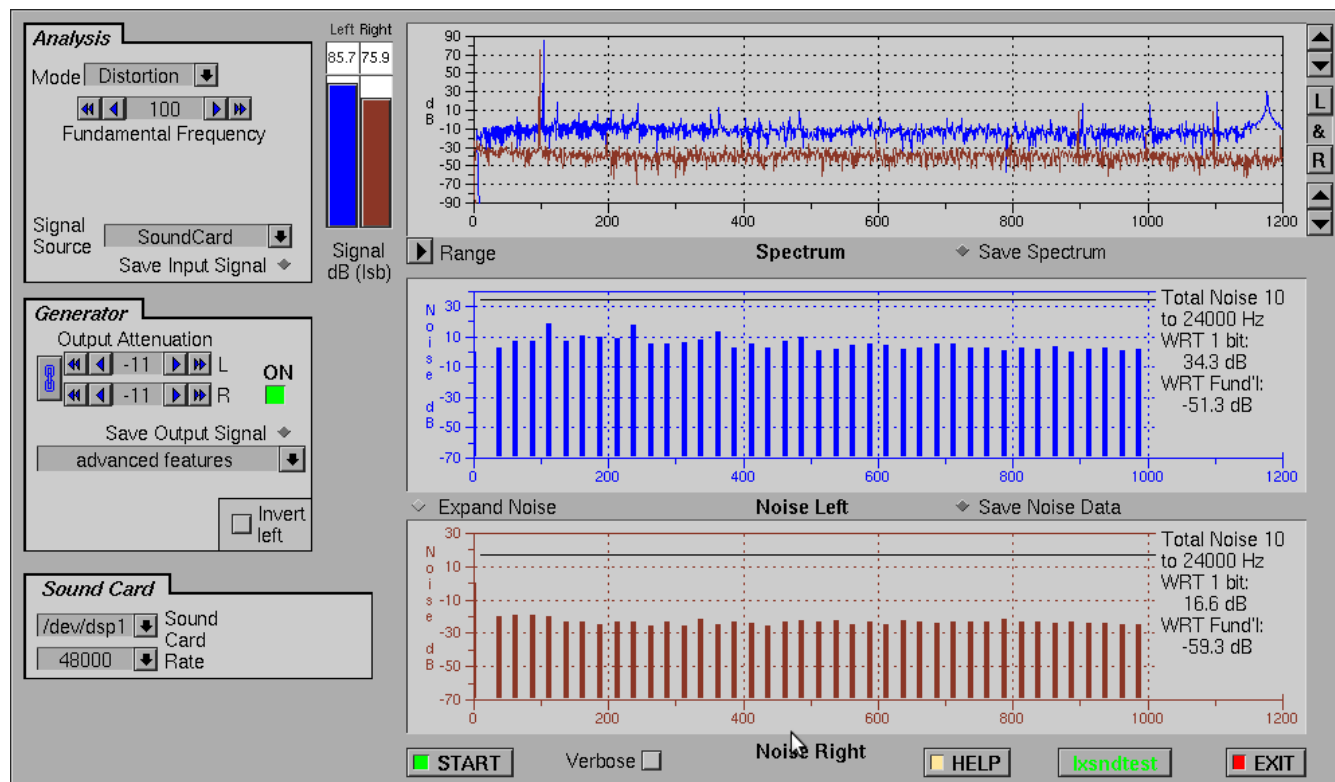 Analysis
Mode Distortion
100
Fundamental Frequency
Signal Source SoundCard
Save Input Signal
Generator
Output Attenuation
-11 L
-11 R
ON
Save Output Signal
advanced features
Invert left
Sound Card
/dev/dsp1 Sound Card Rate
48000
Left Right
85.7 75.9
Signal
dB (lsb)
90
70
50
30
10
-10
-30
-50
-70
-90
dB
0 200 400 600 800 1000 1200
L
&
R
Range Spectrum Save Spectrum
Noise dB
30
10
-10
-30
-50
-70
0 200 400 600 800 1000 1200
Total Noise 10
to 24000 Hz
WRT 1 bit:
34.3 dB
WRT Fund'l:
-51.3 dB
Expand Noise Noise Left Save Noise Data
Noise dB
30
10
-10
-30
-50
-70
0 200 400 600 800 1000 1200
Total Noise 10
to 24000 Hz
WRT 1 bit:
16.6 dB
WRT Fund'l:
-59.3 dB
START Verbose Noise Right HELP lxsndtest EXIT